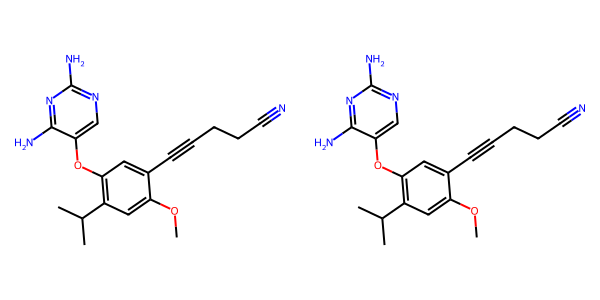 NH2 NH2
N N N N
N N
H2N H2N
O O
O O